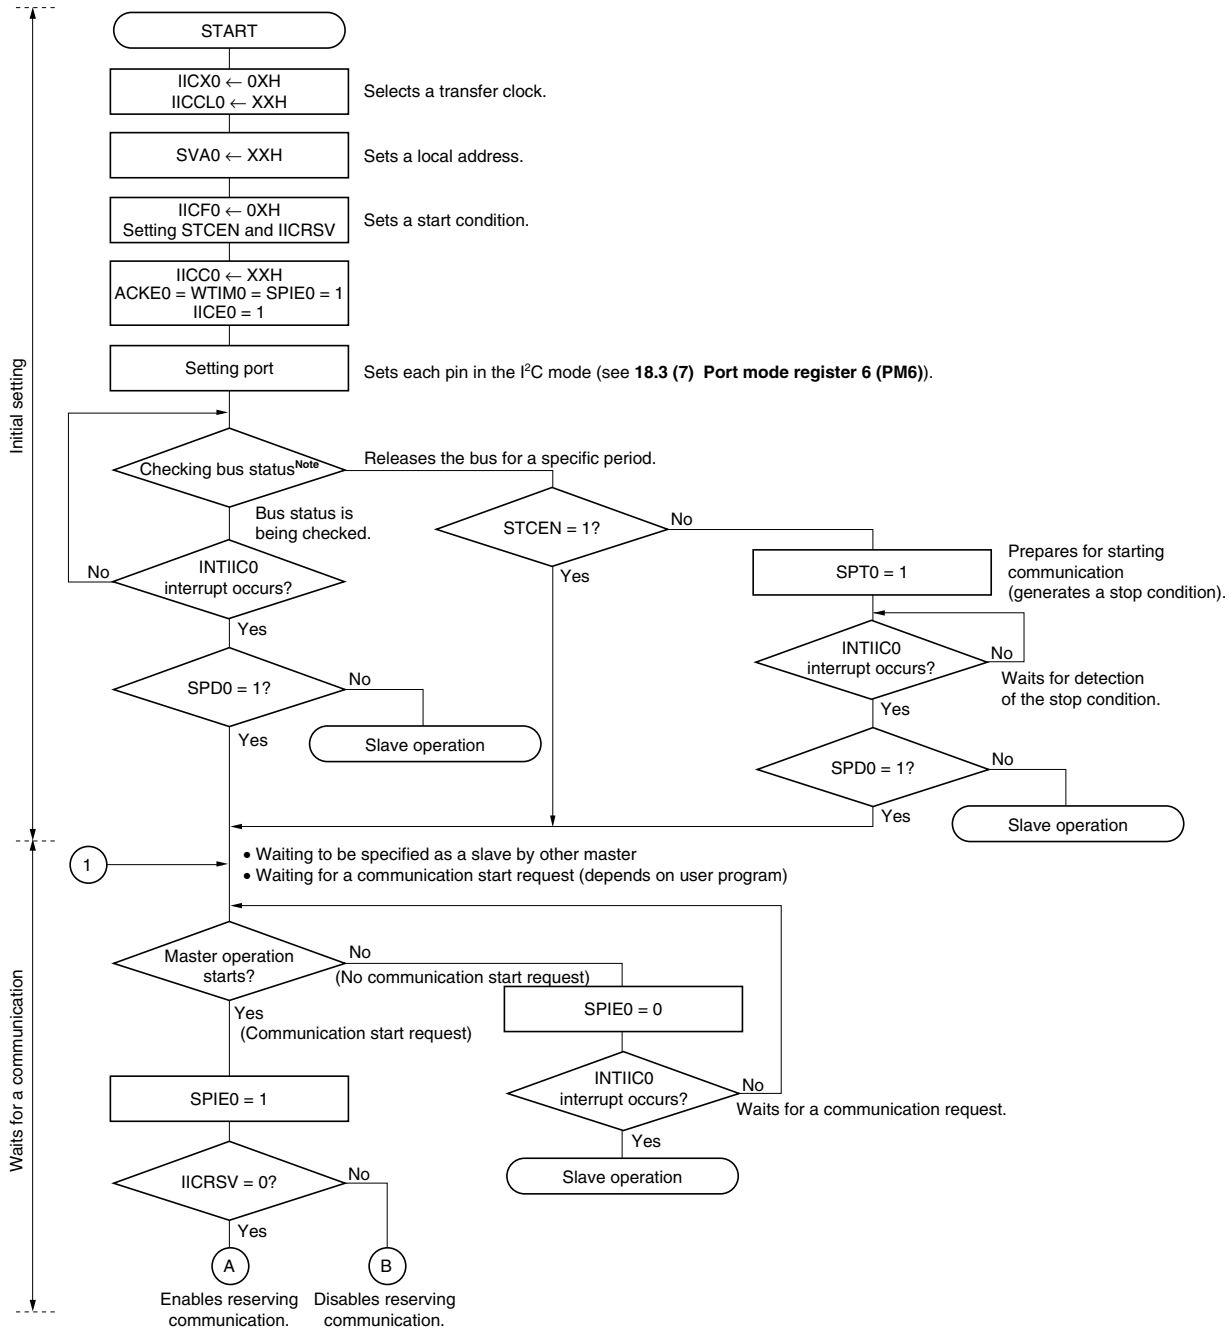 START
IICX0 ← 0XH
IICCL0 ← XXH
Selects a transfer clock.
SVA0 ← XXH
Sets a local address.
IICF0 ← 0XH
Setting STCEN and IICRSV
Sets a start condition.
IICC0 ← XXH
ACKE0 = WTIM0 = SPIE0 = 1
IICE0 = 1
Setting port
Sets each pin in the I²C mode (see 18.3 (7) Port mode register 6 (PM6)).
Initial setting
Checking bus status^Note
Releases the bus for a specific period.
Bus status is
being checked.
STCEN = 1?
No
Yes
INTIIC0
interrupt occurs?
No
Yes
SPT0 = 1
Prepares for starting
communication
(generates a stop condition).
INTIIC0
interrupt occurs?
No
Waits for detection
of the stop condition.
Yes
SPD0 = 1?
No
Yes
Slave operation
SPD0 = 1?
No
Yes
Slave operation
1
• Waiting to be specified as a slave by other master
• Waiting for a communication start request (depends on user program)
Waits for a communication
Master operation
starts?
No
(No communication start request)
Yes
(Communication start request)
SPIE0 = 0
INTIIC0
interrupt occurs?
No
Waits for a communication request.
Yes
Slave operation
SPIE0 = 1
IICRSV = 0?
No
Yes
A
B
Enables reserving
communication.
Disables reserving
communication.